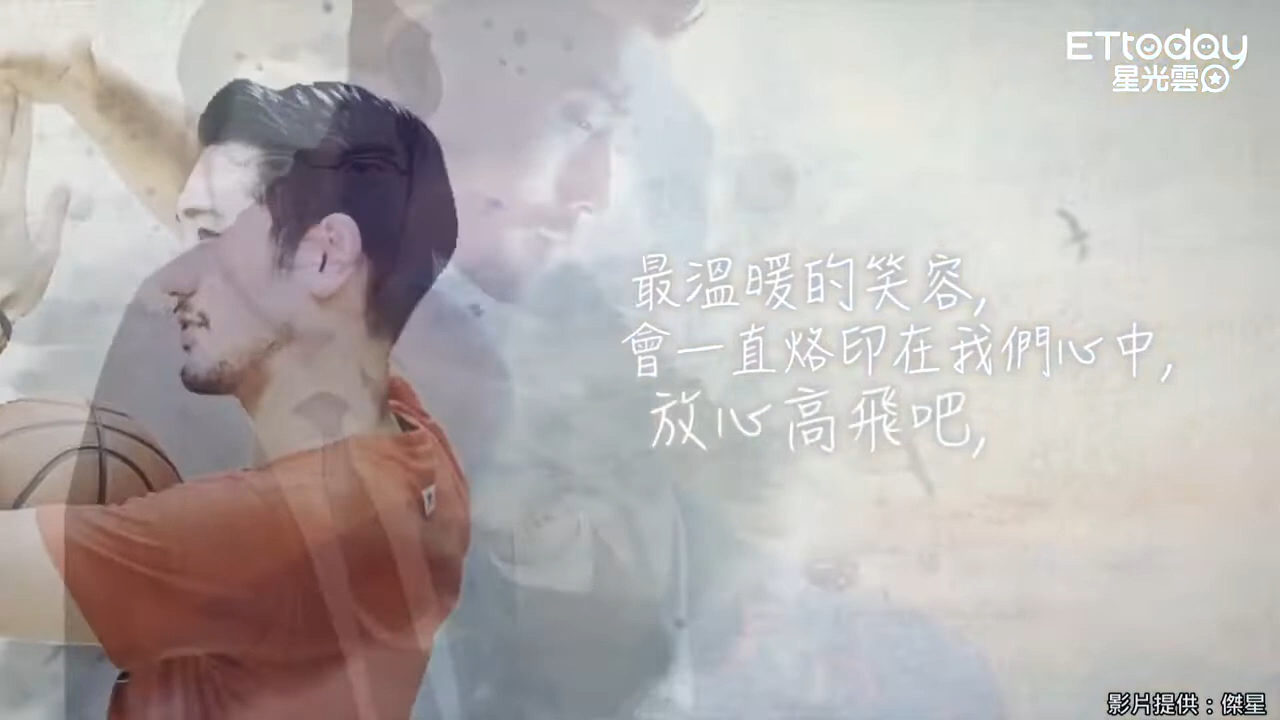 ETtoday
星光雲
最溫暖的笑容,
會一直烙印在我們心中,
放心高飛吧,
影片提供：傑星